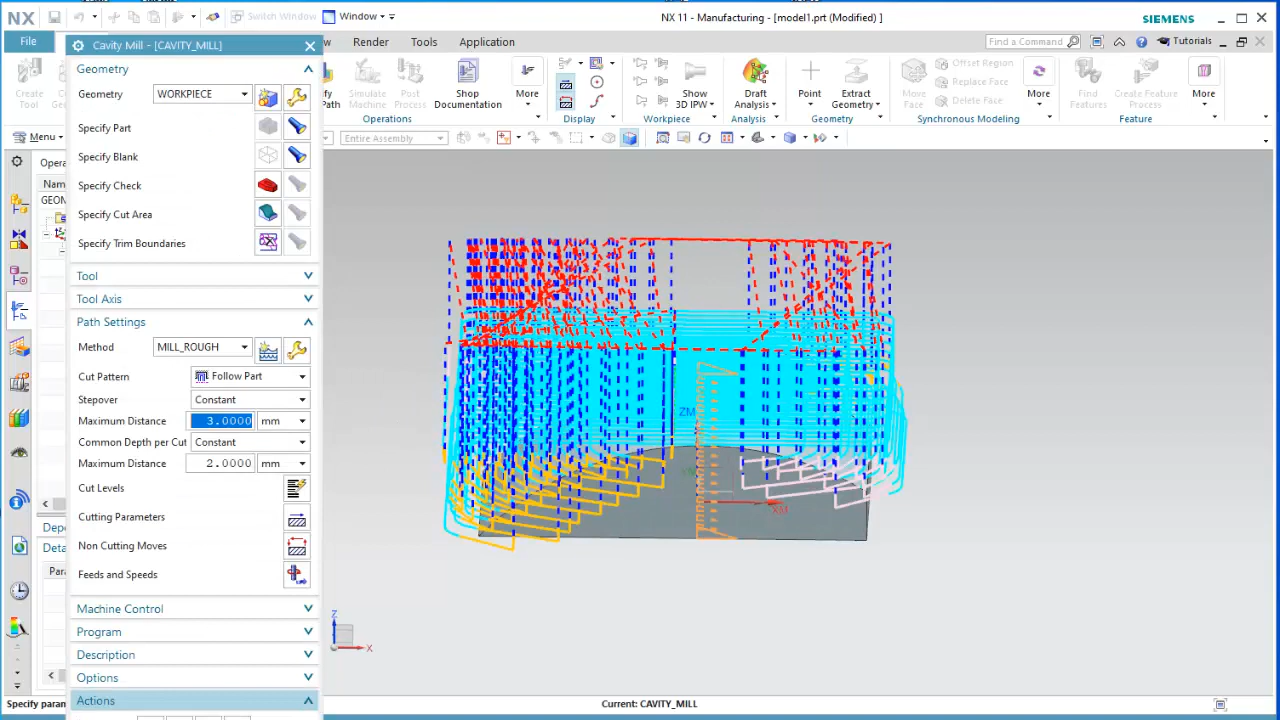 NX
Switch Window
Window
NX 11 - Manufacturing - [model1.prt (Modified) ]
SIEMENS
File
Render
Tools
Application
Find a Command
Tutorials
Cavity Mill - [CAVITY_MILL]
Geometry
Geometry
WORKPIECE
Specify Part
Specify Blank
Specify Check
Specify Cut Area
Specify Trim Boundaries
Tool
Tool Axis
Path Settings
Method
MILL_ROUGH
Cut Pattern
Follow Part
Stepover
Constant
Maximum Distance
3.0000
mm
Common Depth per Cut
Constant
Maximum Distance
2.0000
mm
Cut Levels
Cutting Parameters
Non Cutting Moves
Feeds and Speeds
Machine Control
Program
Description
Options
Actions
Create
Tool
Simulate
Machine
Post
Process
Shop
Documentation
More
Operations
Display
Show
3D IPW
Workpiece
Draft
Analysis
Analysis
Point
Extract
Geometry
Geometry
Move
Face
Offset Region
Replace Face
Delete Face
More
Synchronous Modeling
Find
Features
Create Feature
Process
More
Feature
Menu
Entire Assembly
Opera
GEOM
ZM
XM
Z
X
Current: CAVITY_MILL